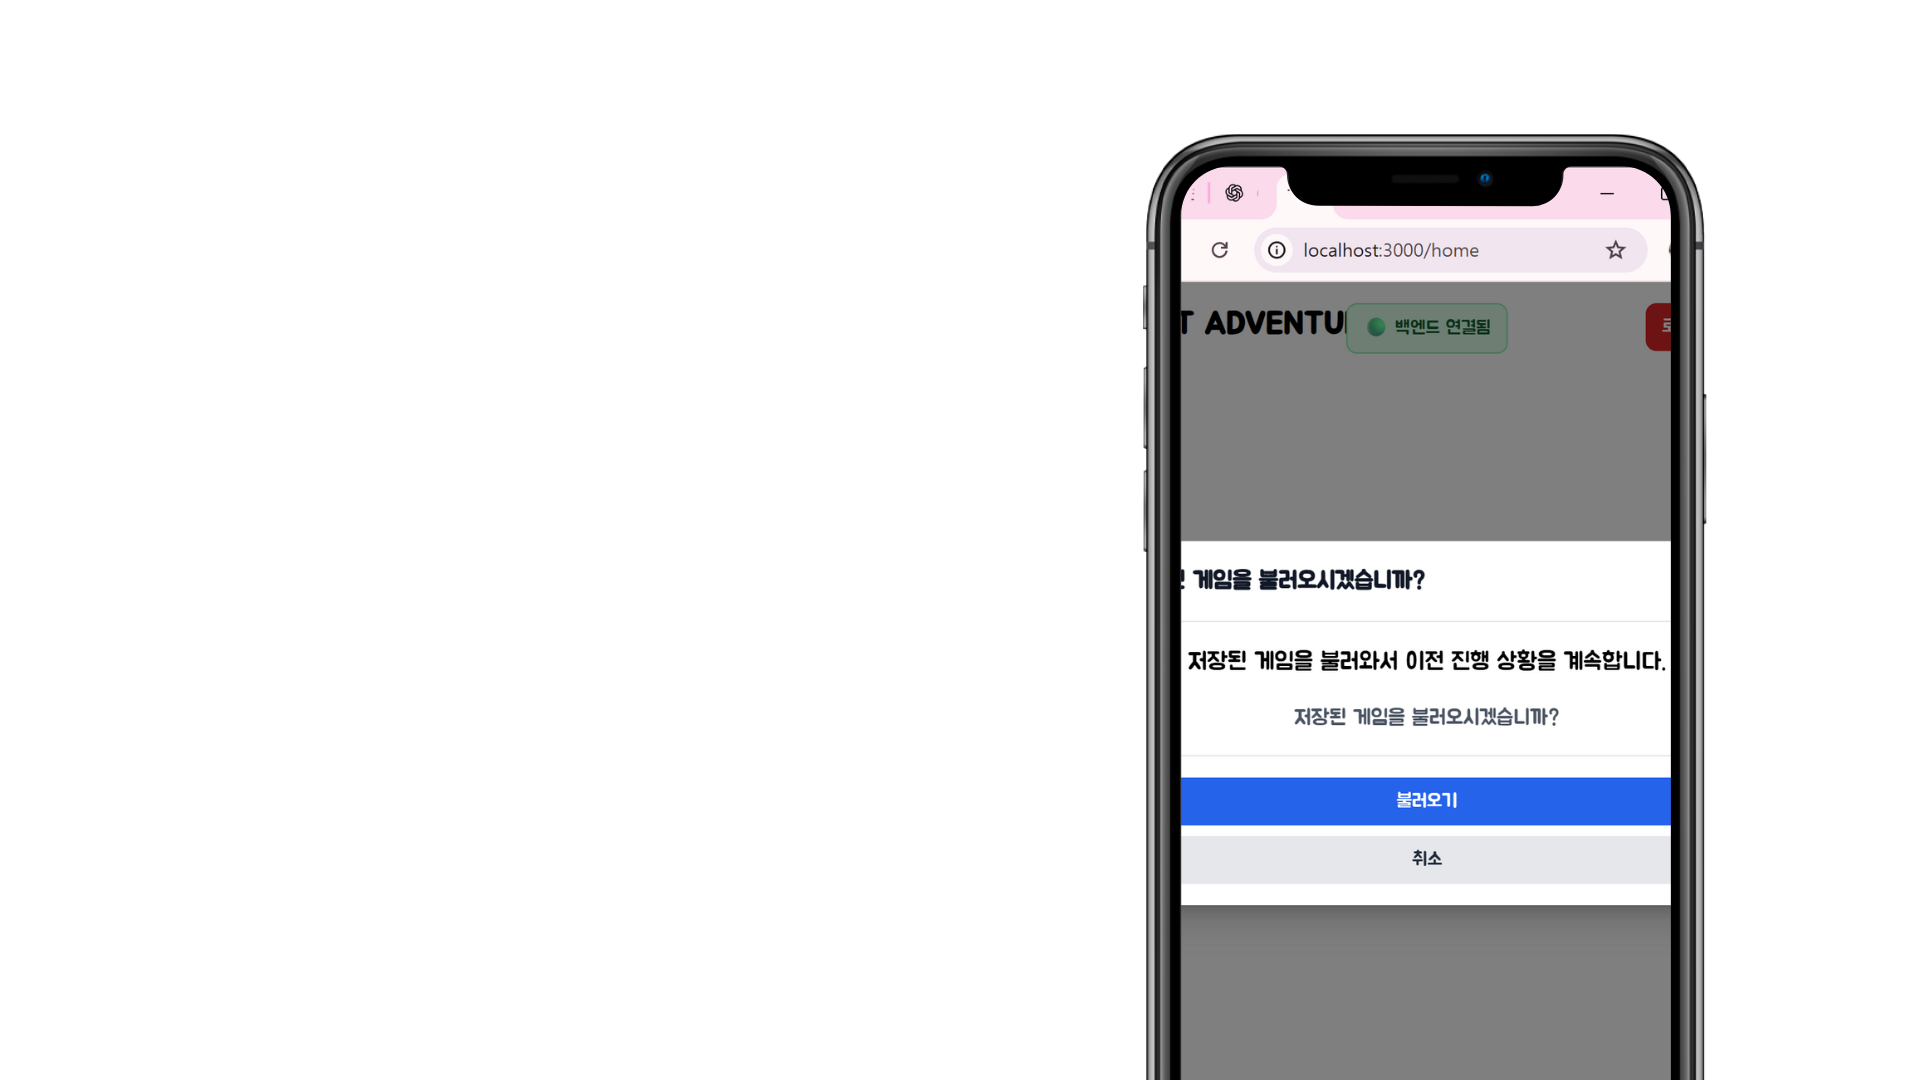 localhost:3000/home
ADVENTU
백엔드 연결됨
게임을 불러오시겠습니까?
저장된 게임을 불러와서 이전 진행 상황을 계속합니다.
저장된 게임을 불러오시겠습니까?
불러오기
취소